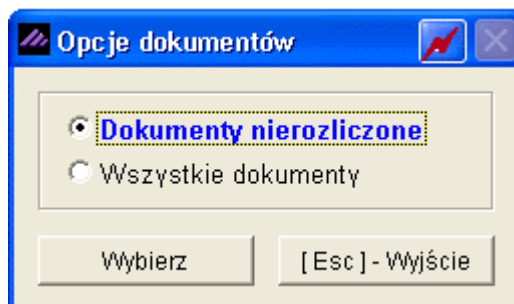 Opcje dokumentów
Dokumenty nierozliczone
Wszystkie dokumenty
Wybierz
[ Esc ] - Wyjście